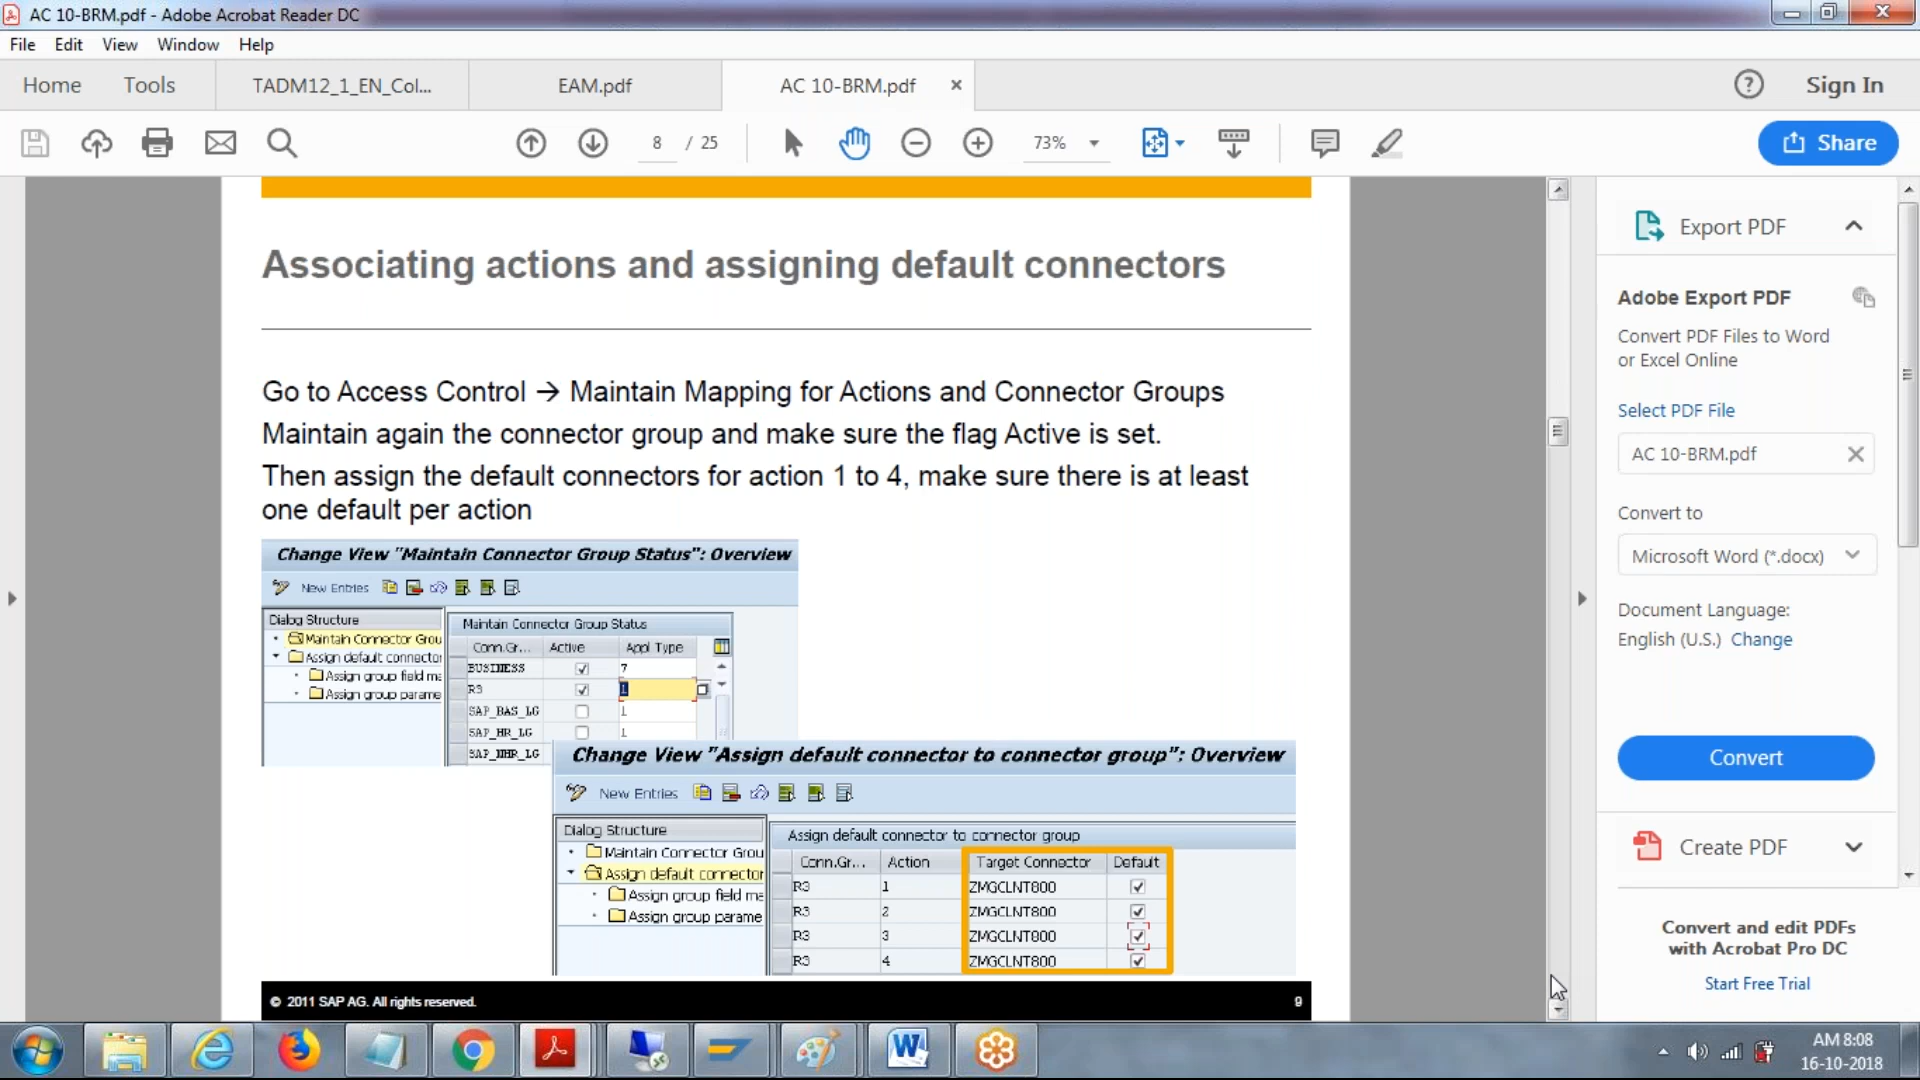 AC 10-BRM.pdf - Adobe Acrobat Reader DC
File Edit View Window Help
Home Tools TADM12_1_EN_Col... EAM.pdf AC 10-BRM.pdf Sign In
8 / 25 73% Share
Associating actions and assigning default connectors
Go to Access Control → Maintain Mapping for Actions and Connector Groups
Maintain again the connector group and make sure the flag Active is set.
Then assign the default connectors for action 1 to 4, make sure there is at least
one default per action
Change View "Maintain Connector Group Status": Overview
New Entries
Dialog Structure
Maintain Connector Grou
Assign default connector
Assign group field ma
Assign group parame
Maintain Connector Group Status
Conn.Gr... Active Appl Type
BUSINESS 7
R3 1
SAP_BAS_LG 1
SAP_HR_LG 1
SAP_NHR_LG
Change View "Assign default connector to connector group": Overview
New Entries
Dialog Structure
Maintain Connector Grou
Assign default connector
Assign group field ma
Assign group parame
Assign default connector to connector group
Conn.Gr... Action Target Connector Default
R3 1 ZMGCLNT800
R3 2 ZMGCLNT800
R3 3 ZMGCLNT800
R3 4 ZMGCLNT800
© 2011 SAP AG. All rights reserved. 9
Export PDF
Adobe Export PDF
Convert PDF Files to Word
or Excel Online
Select PDF File
AC 10-BRM.pdf
Convert to
Microsoft Word (*.docx)
Document Language:
English (U.S.) Change
Convert
Create PDF
Convert and edit PDFs
with Acrobat Pro DC
Start Free Trial
AM 8:08
16-10-2018